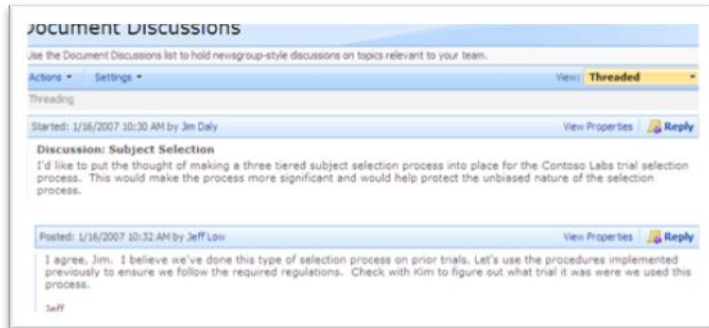 Document Discussions
Use the Document Discussions list to hold newsgroup-style discussions on topics relevant to your team.
Actions Settings View: Threaded
Threading
Started: 1/16/2007 10:30 AM by Jim Daly View Properties Reply
Discussion: Subject Selection
I'd like to put the thought of making a three tiered subject selection process into place for the Contoso Labs trial selection
process. This would make the process more significant and would help protect the unbiased nature of the selection
process.
Posted: 1/16/2007 10:32 AM by Jeff Low View Properties Reply
I agree, Jim. I believe we've done this type of selection process on prior trials. Let's use the procedures implemented
previously to ensure we follow the required regulations. Check with Kim to figure out what trial it was were we used this
process.
Jeff